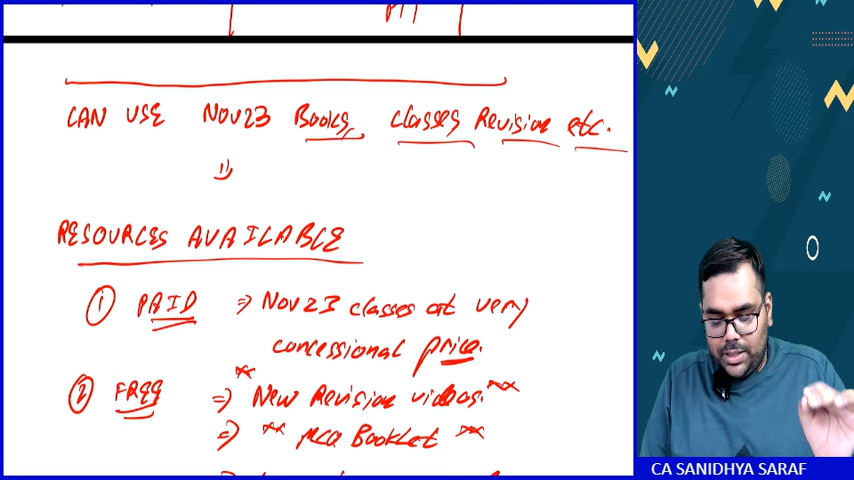 CAN USE NOV23 Books, classes Revision etc.
RESOURCES AVAILABLE
① PAID ⇒ Nov23 classes at very
concessional price.
② FREE ⇒ ** New Revision videos. **
⇒ ** MCQ Booklet **
CA SANIDHYA SARAF